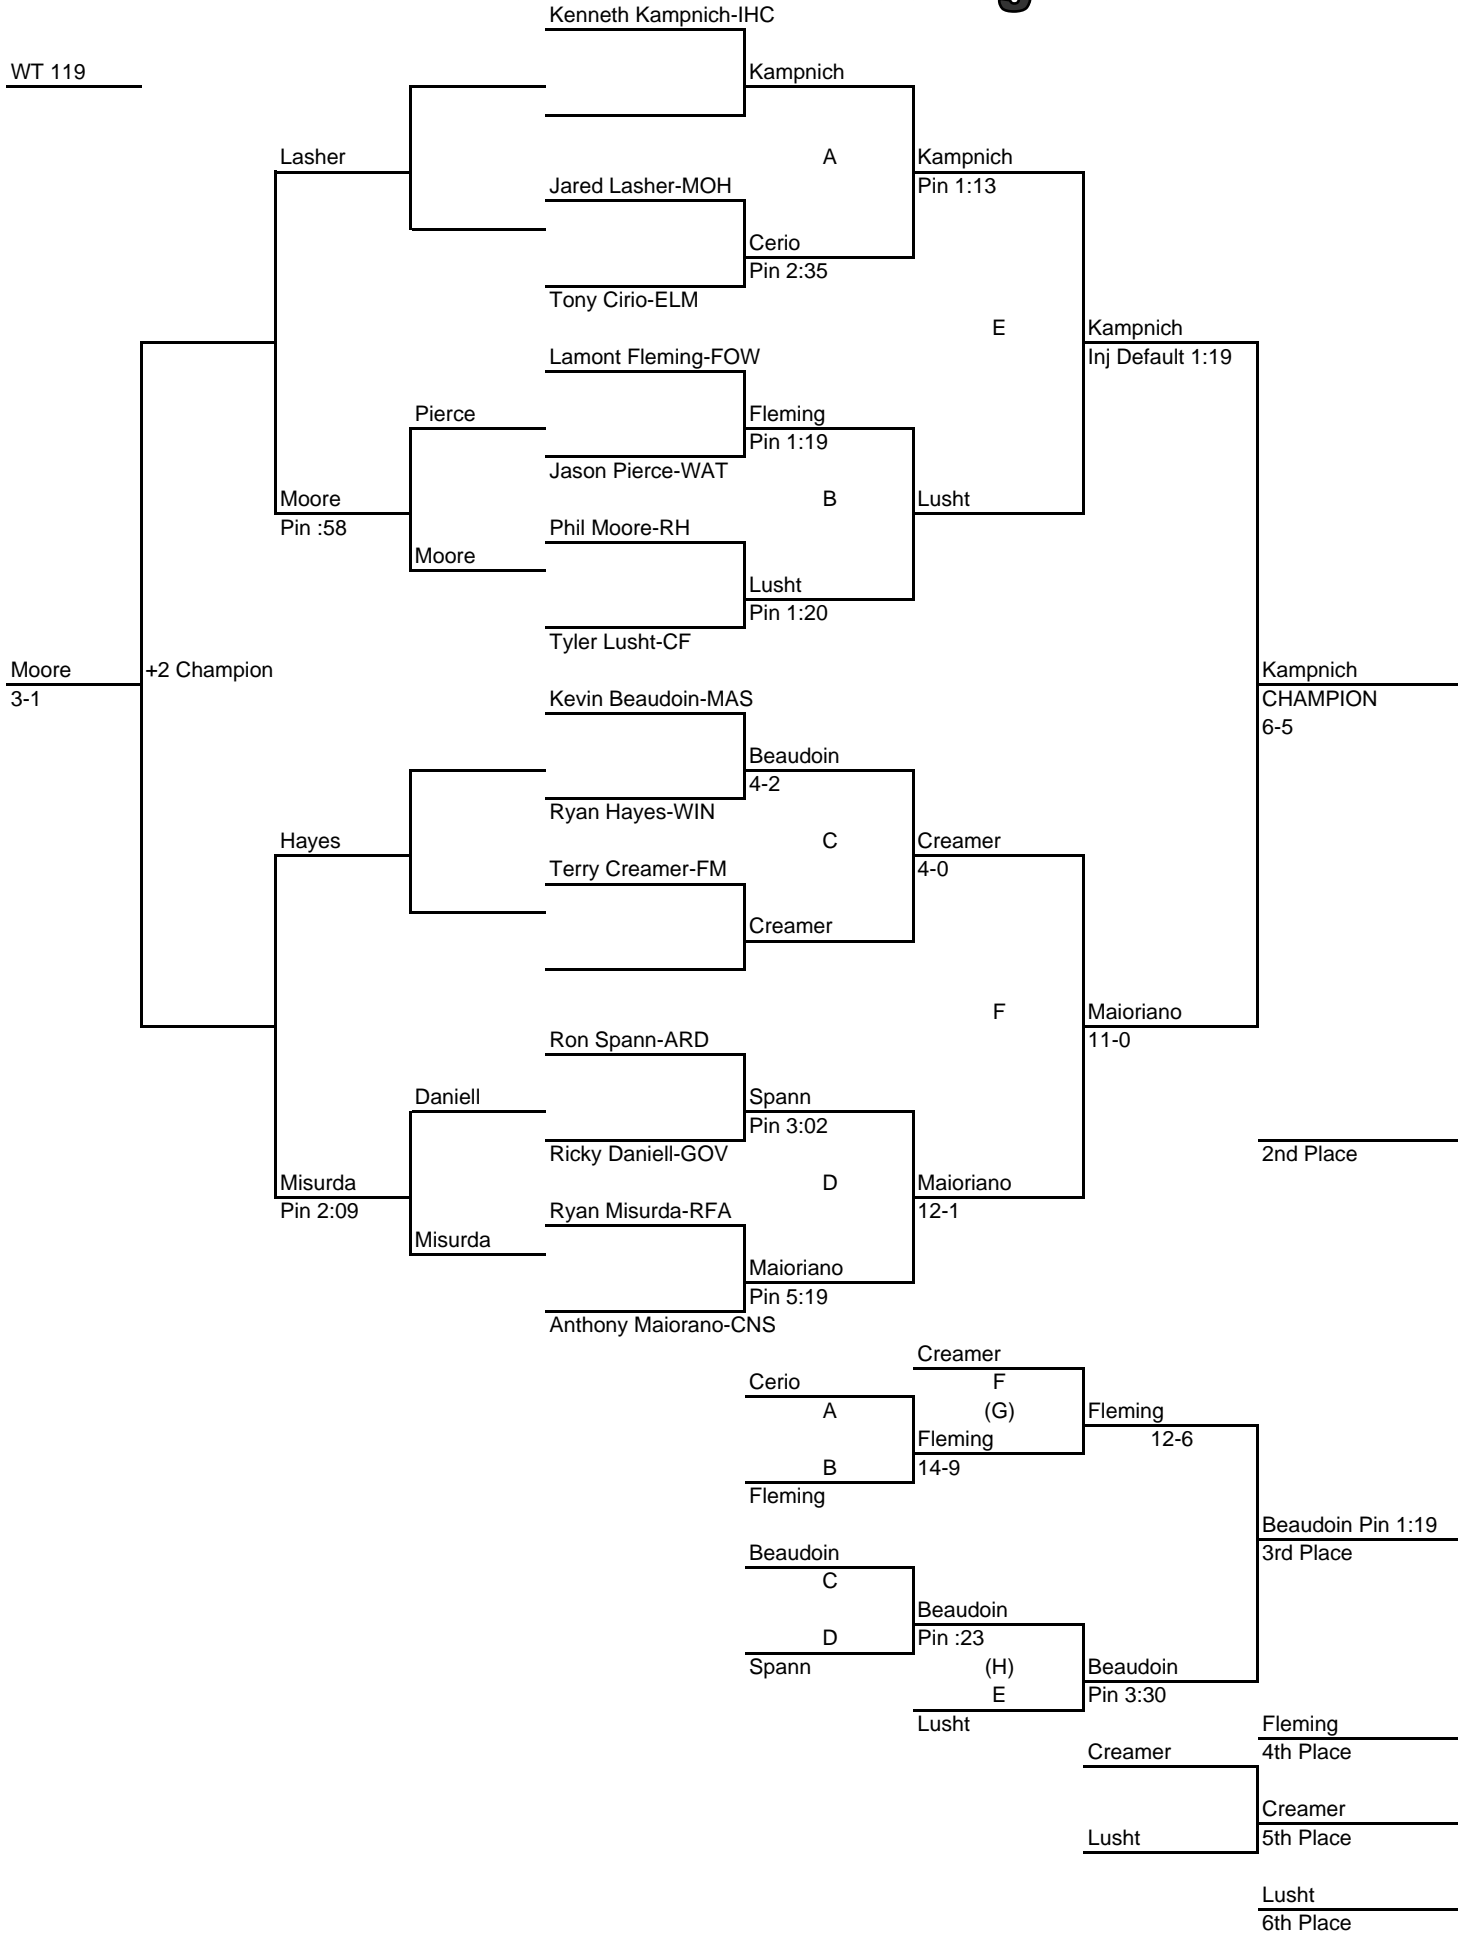 Kenneth Kampnich-IHC
WT 119
Kampnich
Lasher
A
Kampnich
Jared Lasher-MOH
Pin 1:13
Cerio
Pin 2:35
Tony Cirio-ELM
E
Kampnich
Lamont Fleming-FOW
Inj Default 1:19
Pierce
Fleming
Pin 1:19
Jason Pierce-WAT
Moore
B
Lusht
Pin :58
Phil Moore-RH
Moore
Lusht
Pin 1:20
Tyler Lusht-CF
Moore
+2 Champion
Kampnich
3-1
Kevin Beaudoin-MAS
CHAMPION
6-5
Beaudoin
4-2
Ryan Hayes-WIN
Hayes
C
Creamer
Terry Creamer-FM
4-0
Creamer
F
Maioriano
Ron Spann-ARD
11-0
Daniell
Spann
Pin 3:02
Ricky Daniell-GOV
2nd Place
Misurda
D
Maioriano
Pin 2:09
Ryan Misurda-RFA
12-1
Misurda
Maioriano
Pin 5:19
Anthony Maiorano-CNS
Creamer
Cerio
F
A
(G)
Fleming
Fleming
12-6
B
14-9
Fleming
Beaudoin Pin 1:19
Beaudoin
3rd Place
C
Beaudoin
D
Pin :23
Spann
(H)
Beaudoin
E
Pin 3:30
Lusht
Fleming
Creamer
4th Place
Creamer
Lusht
5th Place
Lusht
6th Place